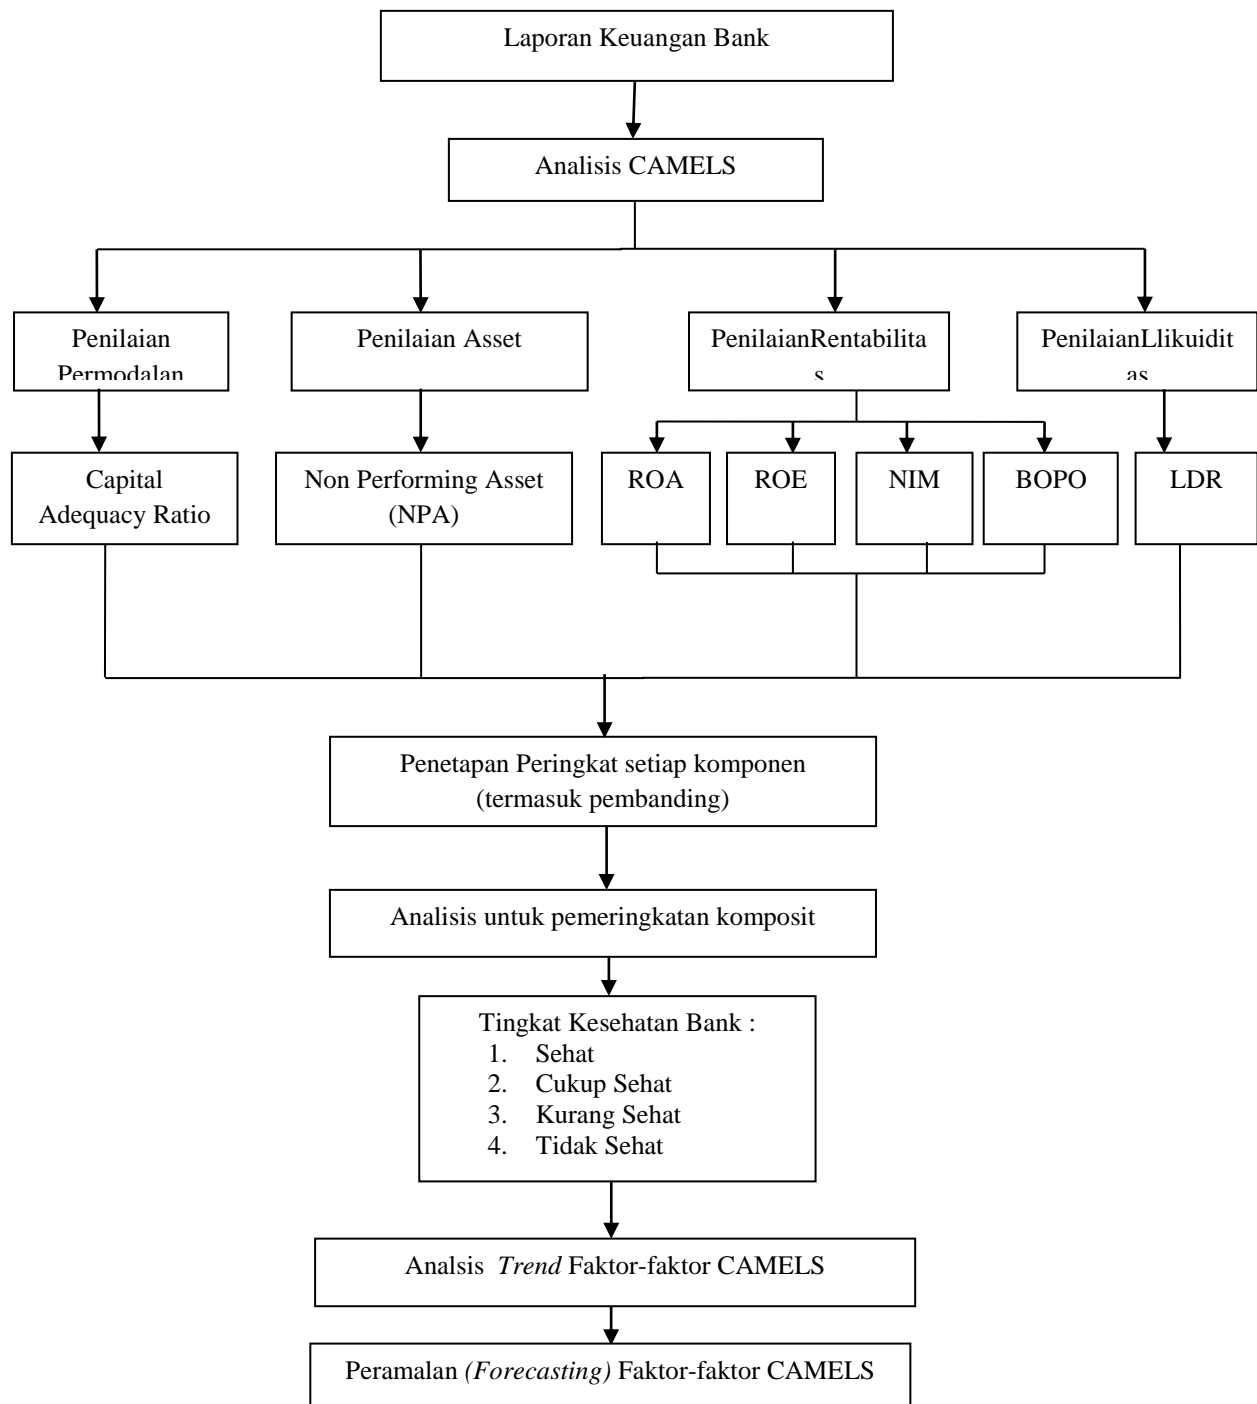 Laporan Keuangan Bank
Analisis CAMELS
Penilaian
Permodalan
Penilaian Asset
PenilaianRentabilita
s
PenilaianLlikuidit
as
Capital
Adequacy Ratio
Non Performing Asset
(NPA)
ROA
ROE
NIM
BOPO
LDR
Penetapan Peringkat setiap komponen
(termasuk pembanding)
Analisis untuk pemeringkatan komposit
Tingkat Kesehatan Bank :
1. Sehat
2. Cukup Sehat
3. Kurang Sehat
4. Tidak Sehat
Analsis Trend Faktor-faktor CAMELS
Peramalan (Forecasting) Faktor-faktor CAMELS